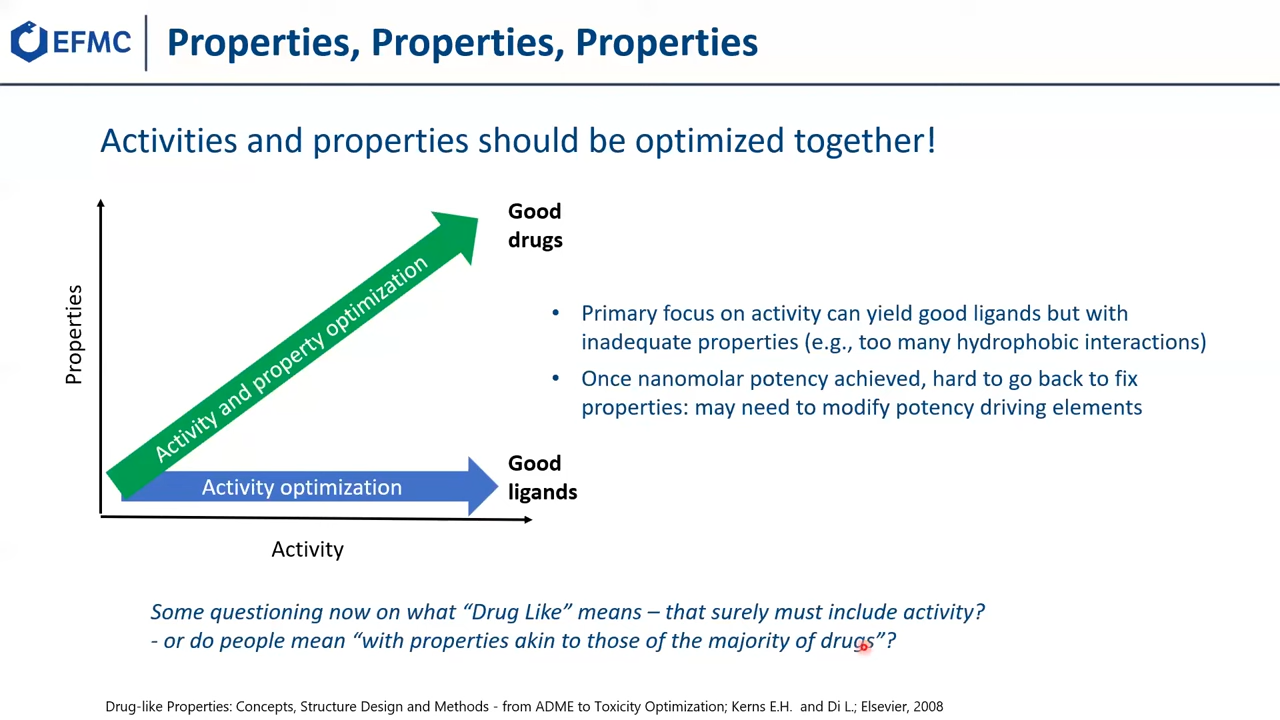 EFMC
Properties, Properties, Properties
Activities and properties should be optimized together!
Properties
Activity and property optimization
Good
drugs
Activity optimization
Good
ligands
Activity
• Primary focus on activity can yield good ligands but with
inadequate properties (e.g., too many hydrophobic interactions)
• Once nanomolar potency achieved, hard to go back to fix
properties: may need to modify potency driving elements
Some questioning now on what “Drug Like” means – that surely must include activity?
- or do people mean “with properties akin to those of the majority of drugs”?
Drug-like Properties: Concepts, Structure Design and Methods - from ADME to Toxicity Optimization; Kerns E.H. and Di L.; Elsevier, 2008